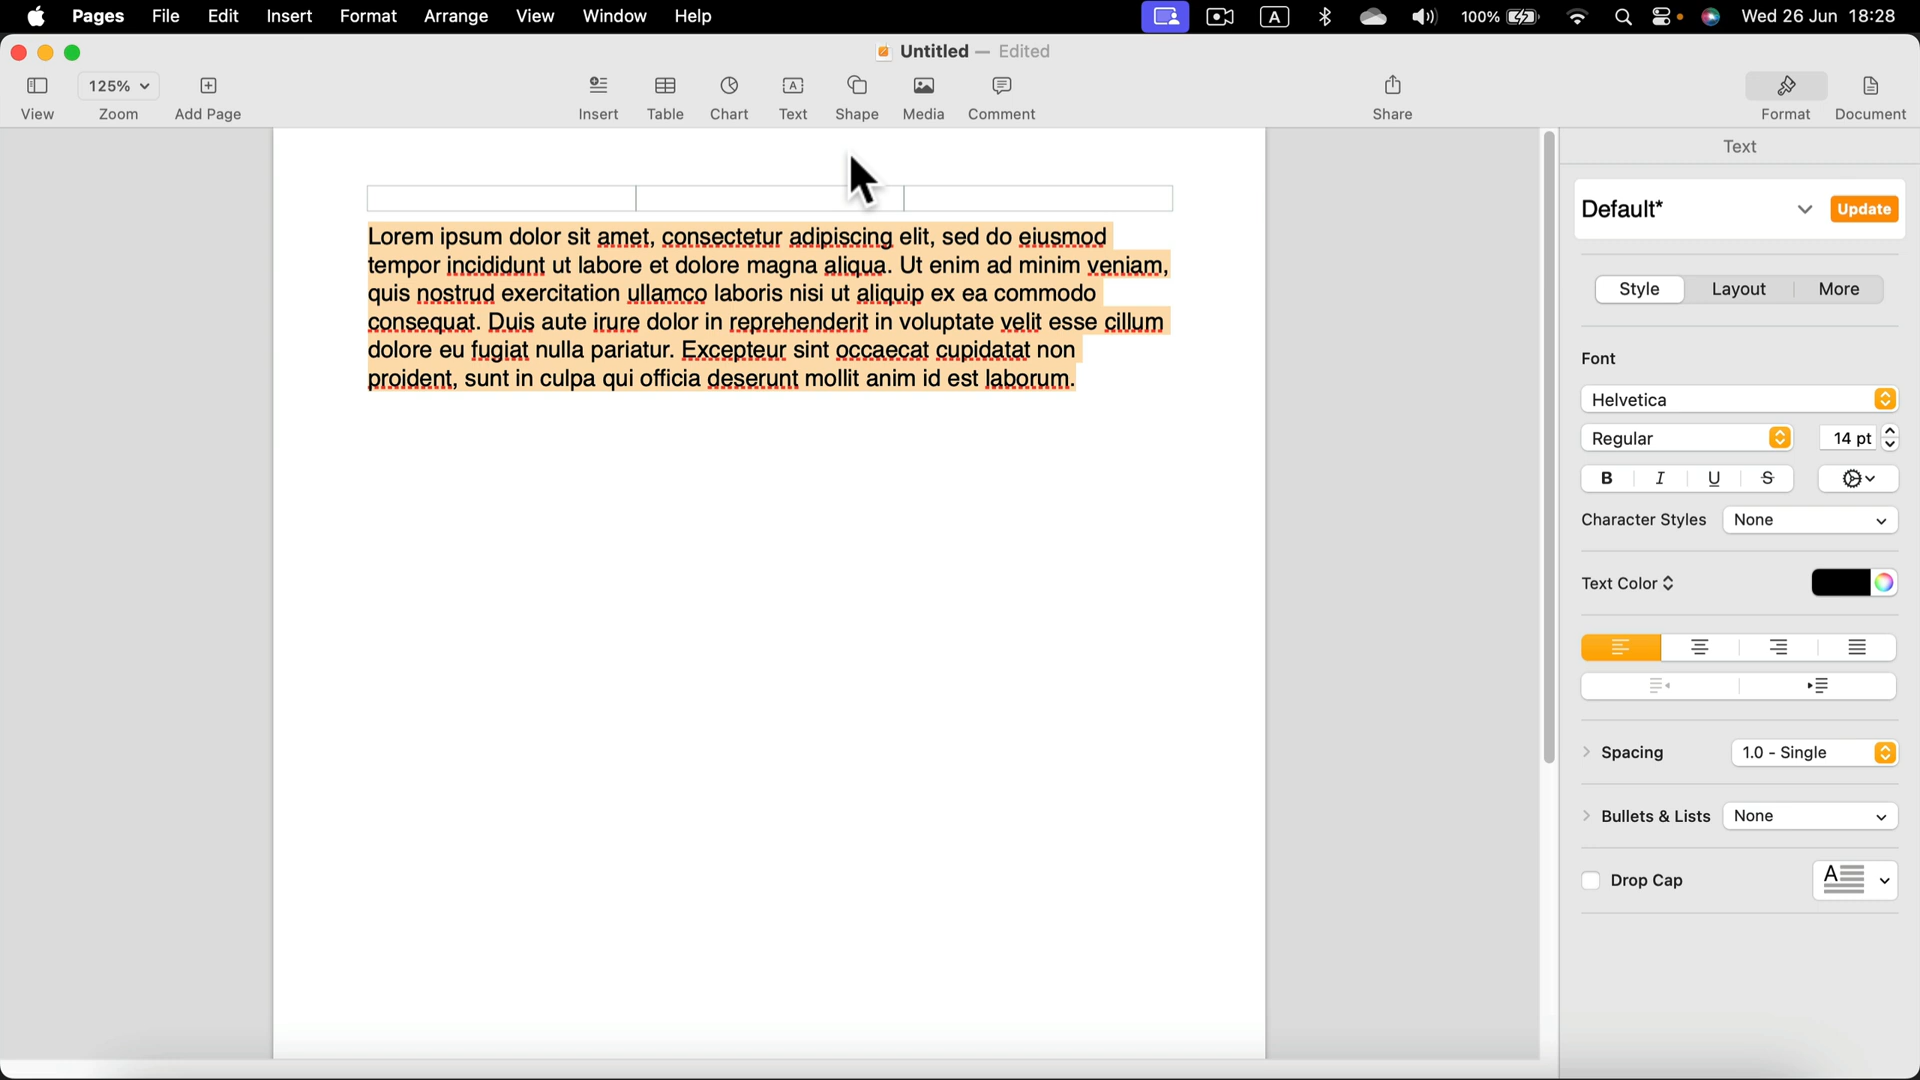 Pages File Edit Insert Format Arrange View Window Help A 100% Wed 26 Jun 18:28
Untitled — Edited
125%
View Zoom Add Page Insert Table Chart Text Shape Media Comment Share Format Document
Text
Default* Update
Style Layout More
Font
Helvetica
Regular 14 pt
B I U S
Character Styles None
Text Color
Spacing 1.0 - Single
Bullets & Lists None
Drop Cap A
Lorem ipsum dolor sit amet, consectetur adipiscing elit, sed do eiusmod
tempor incididunt ut labore et dolore magna aliqua. Ut enim ad minim veniam,
quis nostrud exercitation ullamco laboris nisi ut aliquip ex ea commodo
consequat. Duis aute irure dolor in reprehenderit in voluptate velit esse cillum
dolore eu fugiat nulla pariatur. Excepteur sint occaecat cupidatat non
proident, sunt in culpa qui officia deserunt mollit anim id est laborum.